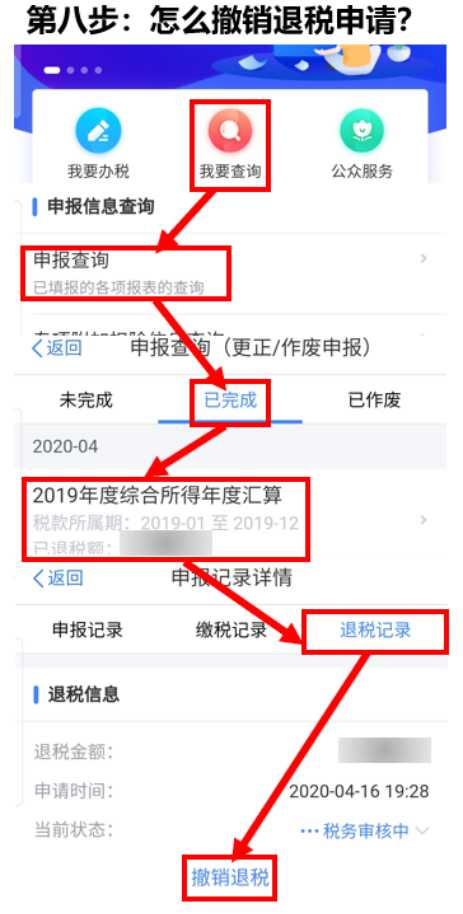 第八步：怎么撤销退税申请？
我要办税
我要查询
公众服务
申报信息查询
申报查询
已填报的各项报表的查询
返回
申报查询（更正/作废申报）
未完成
已完成
已作废
2020-04
2019年度综合所得年度汇算
税款所属期：2019-01 至 2019-12
已退税额：
返回
申报记录详情
申报记录
缴税记录
退税记录
退税信息
退税金额：
申请时间：
2020-04-16 19:28
当前状态：
税务审核中
撤销退税